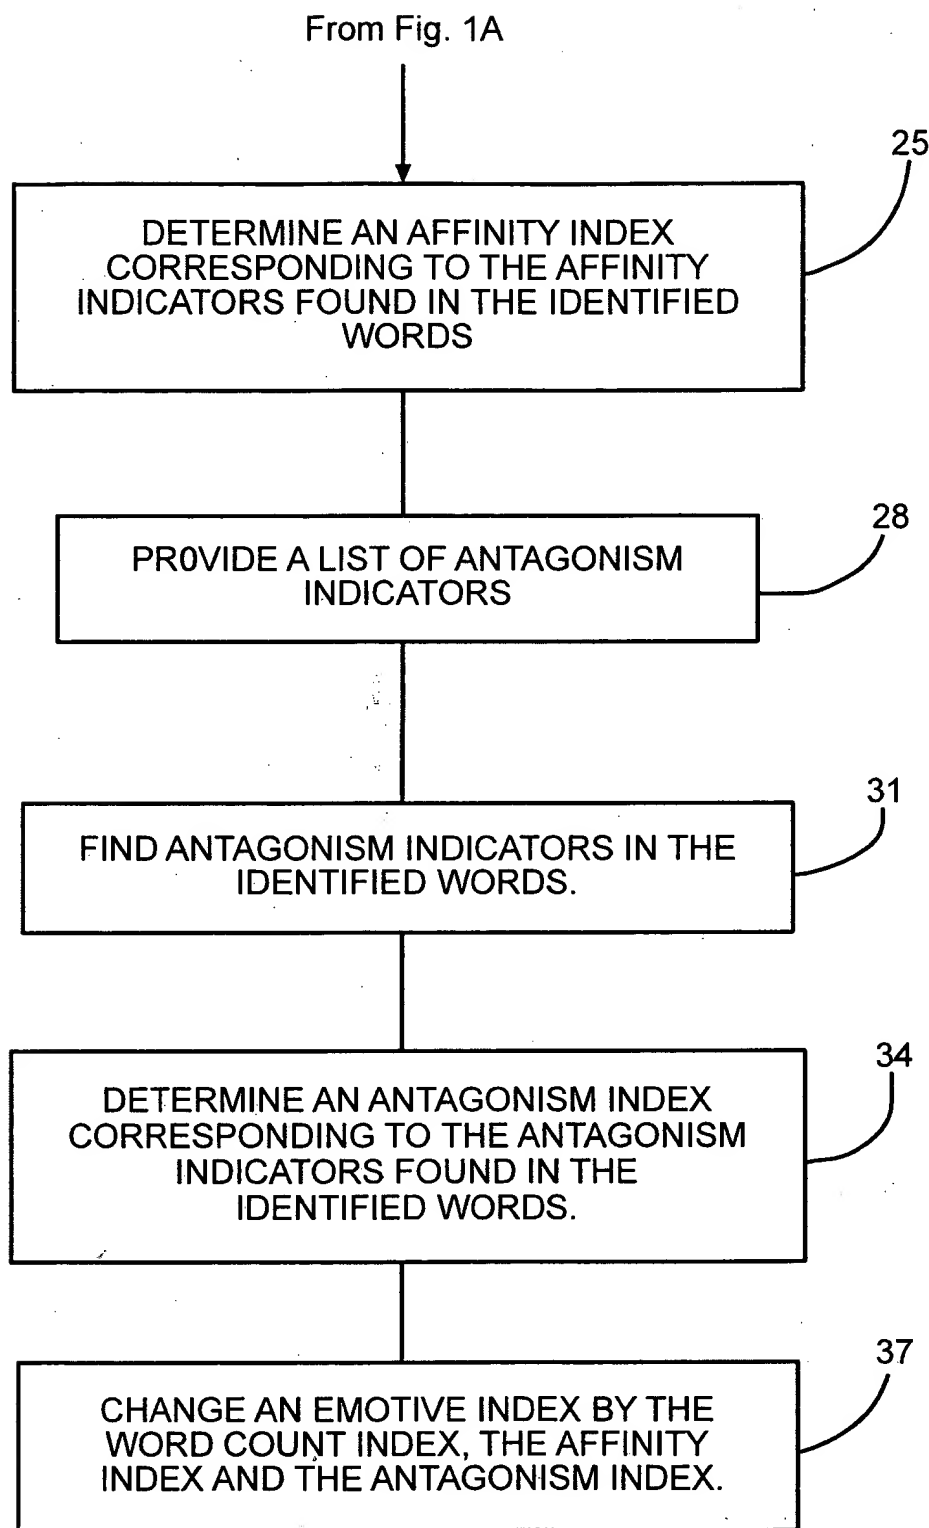 From Fig. 1A
25
DETERMINE AN AFFINITY INDEX
CORRESPONDING TO THE AFFINITY
INDICATORS FOUND IN THE IDENTIFIED
WORDS
28
PROVIDE A LIST OF ANTAGONISM
INDICATORS
31
FIND ANTAGONISM INDICATORS IN THE
IDENTIFIED WORDS.
34
DETERMINE AN ANTAGONISM INDEX
CORRESPONDING TO THE ANTAGONISM
INDICATORS FOUND IN THE
IDENTIFIED WORDS.
37
CHANGE AN EMOTIVE INDEX BY THE
WORD COUNT INDEX, THE AFFINITY
INDEX AND THE ANTAGONISM INDEX.